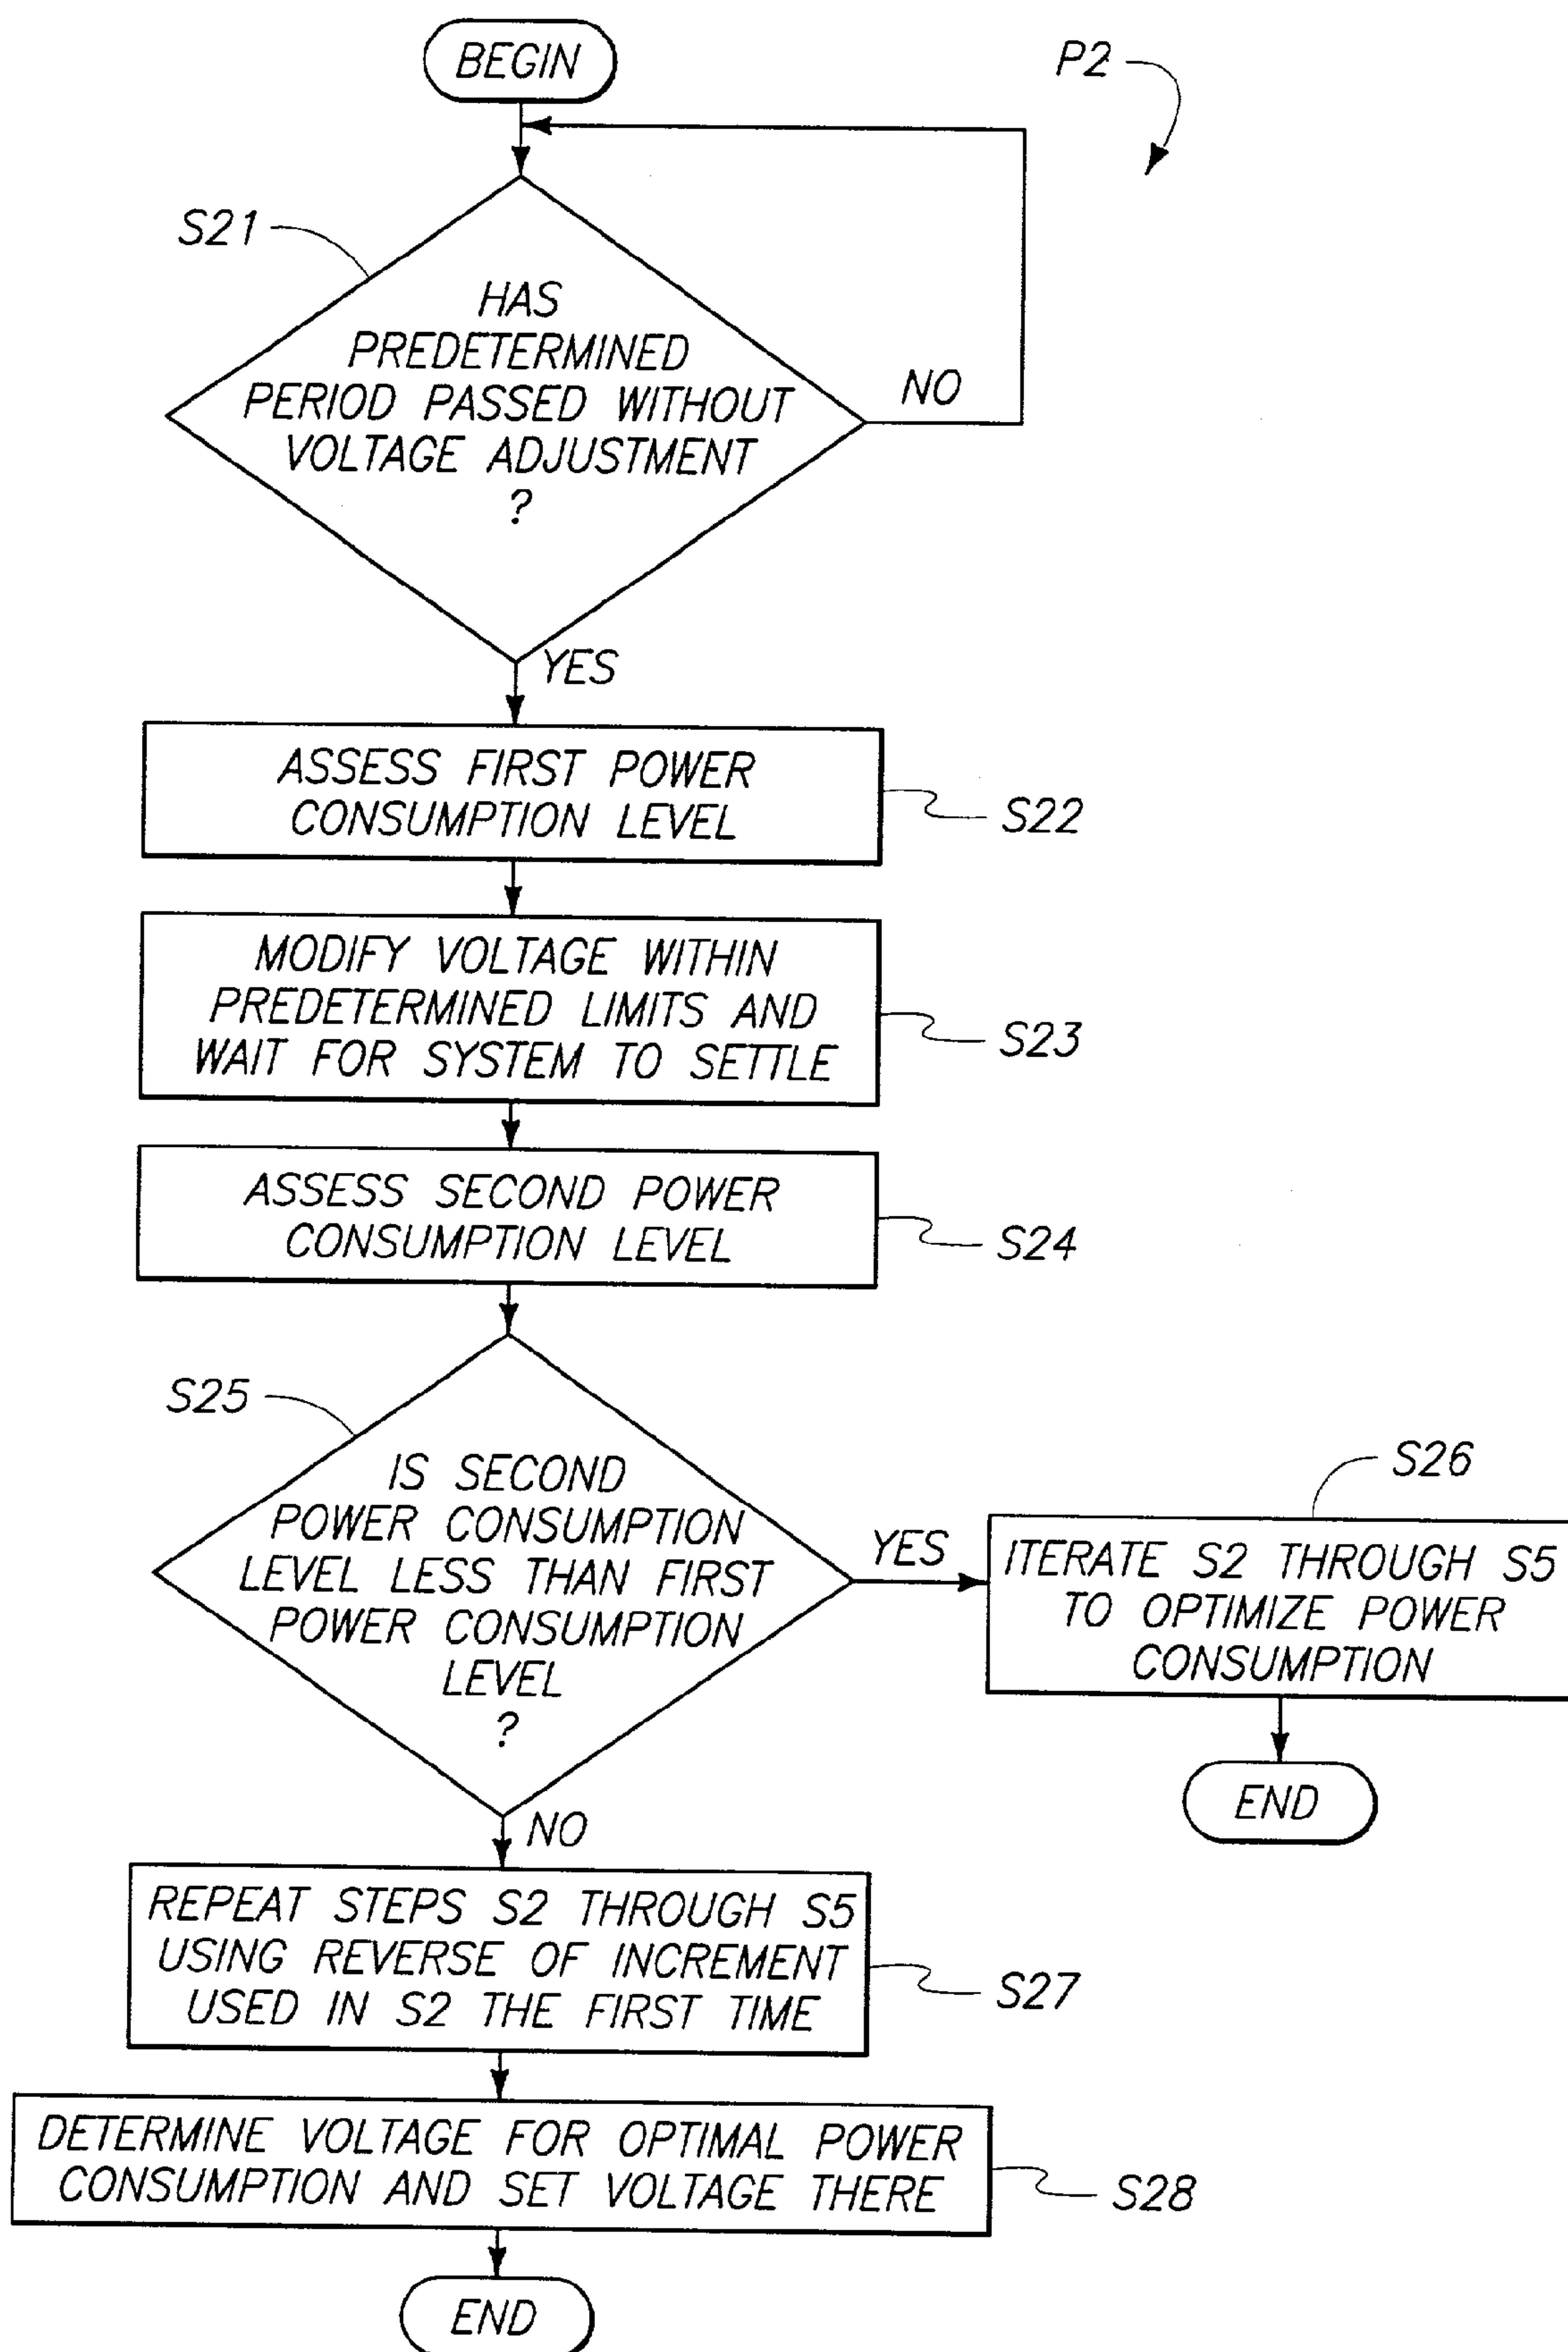 BEGIN
P2
S21
HAS
PREDETERMINED
PERIOD PASSED WITHOUT
VOLTAGE ADJUSTMENT
?
NO
YES
ASSESS FIRST POWER
CONSUMPTION LEVEL
S22
MODIFY VOLTAGE WITHIN
PREDETERMINED LIMITS AND
WAIT FOR SYSTEM TO SETTLE
S23
ASSESS SECOND POWER
CONSUMPTION LEVEL
S24
S25
IS SECOND
POWER CONSUMPTION
LEVEL LESS THAN FIRST
POWER CONSUMPTION
LEVEL
?
YES
S26
ITERATE S2 THROUGH S5
TO OPTIMIZE POWER
CONSUMPTION
END
NO
REPEAT STEPS S2 THROUGH S5
USING REVERSE OF INCREMENT
USED IN S2 THE FIRST TIME
S27
DETERMINE VOLTAGE FOR OPTIMAL POWER
CONSUMPTION AND SET VOLTAGE THERE
S28
END